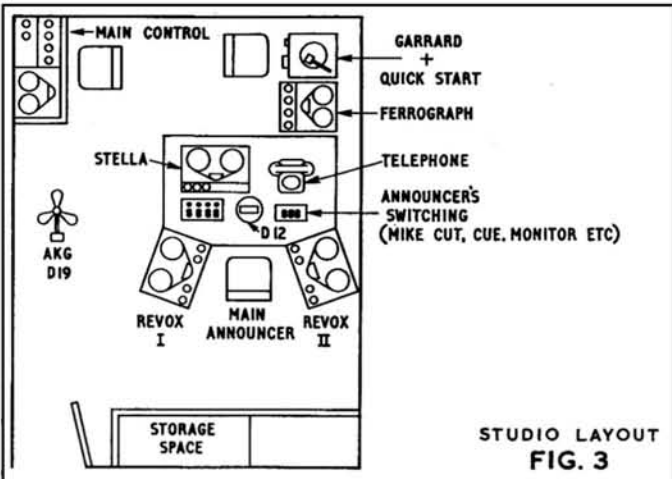 MAIN CONTROL
GARRARD
+
QUICK START
FERROGRAPH
STELLA
TELEPHONE
ANNOUNCER'S
SWITCHING
(MIKE CUT, CUE, MONITOR ETC)
D12
AKG
D19
REVOX
I
MAIN
ANNOUNCER
REVOX
II
STORAGE
SPACE
STUDIO LAYOUT
FIG. 3